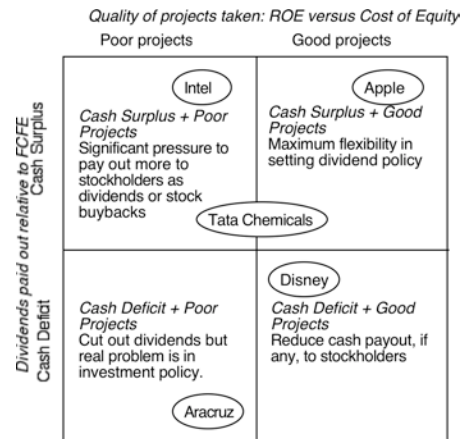 Quality of projects taken: ROE versus Cost of Equity
Poor projects
Good projects
Dividends paid out relative to FCFE
Cash Surplus
Cash Deficit
Intel
Cash Surplus + Poor
Projects
Significant pressure to
pay out more to
stockholders as
dividends or stock
buybacks
Apple
Cash Surplus + Good
Projects
Maximum flexibility in
setting dividend policy
Tata Chemicals
Cash Deficit + Poor
Projects
Cut out dividends but
real problem is in
investment policy.
Aracruz
Disney
Cash Deficit + Good
Projects
Reduce cash payout, if
any, to stockholders